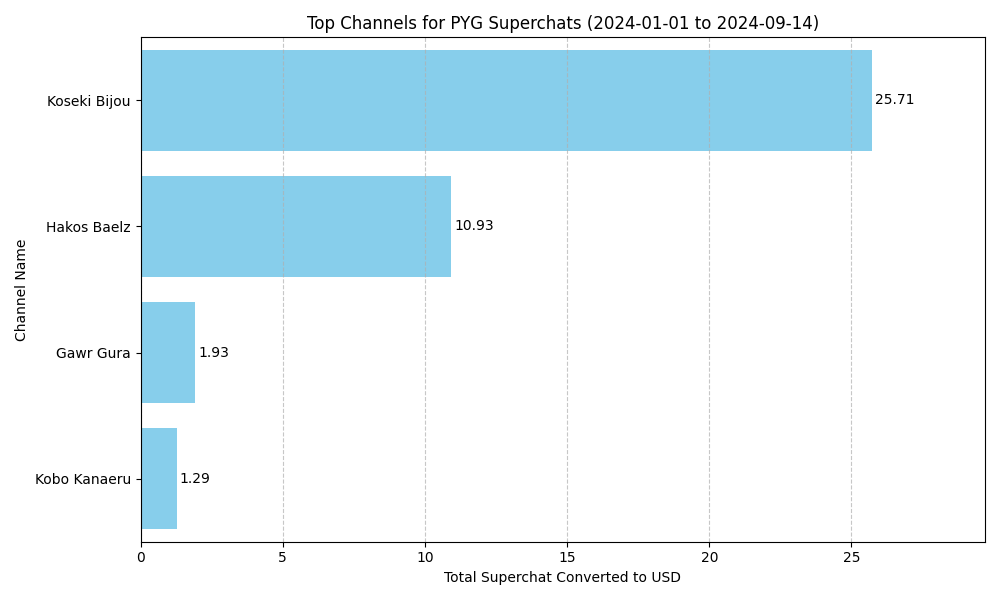 Top Channels for PYG Superchats (2024-01-01 to 2024-09-14)
Channel Name
Koseki Bijou
25.71
Hakos Baelz
10.93
Gawr Gura
1.93
Kobo Kanaeru
1.29
0 5 10 15 20 25
Total Superchat Converted to USD